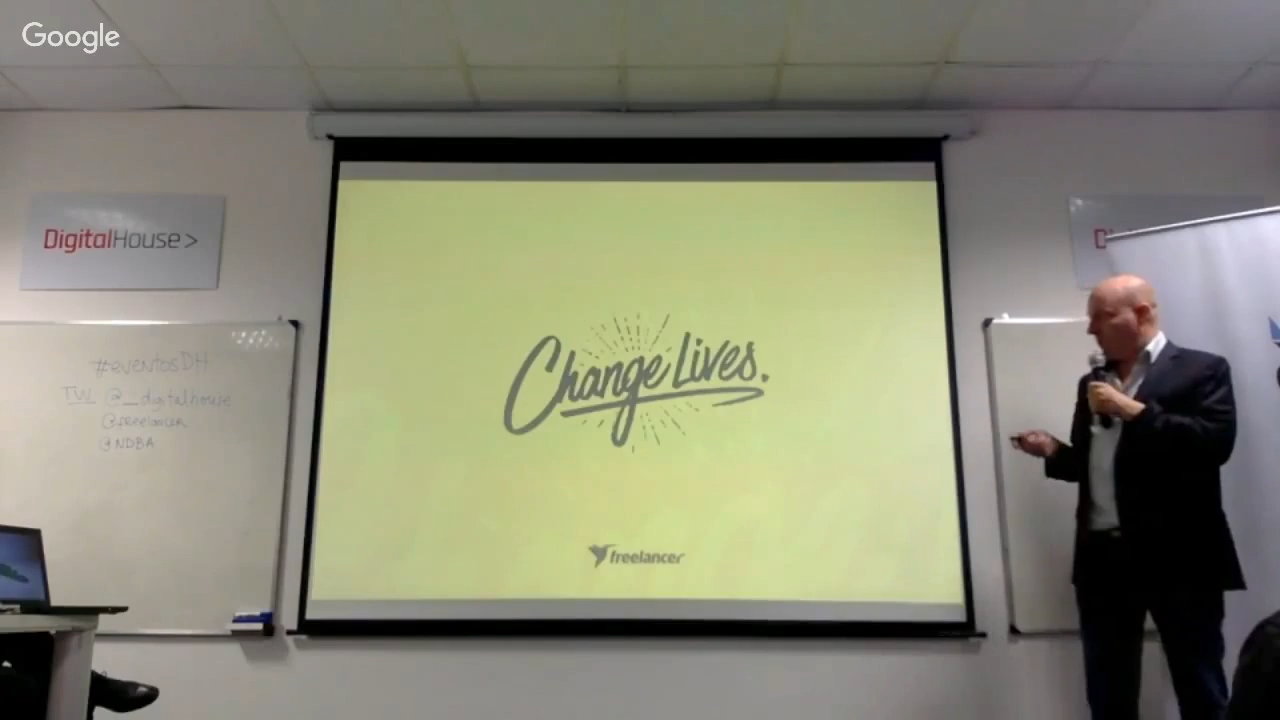 Google
DigitalHouse>
#eventosDH
TW @_digitalhouse
@freelancer
@NDBA
Change Lives.
freelancer
D